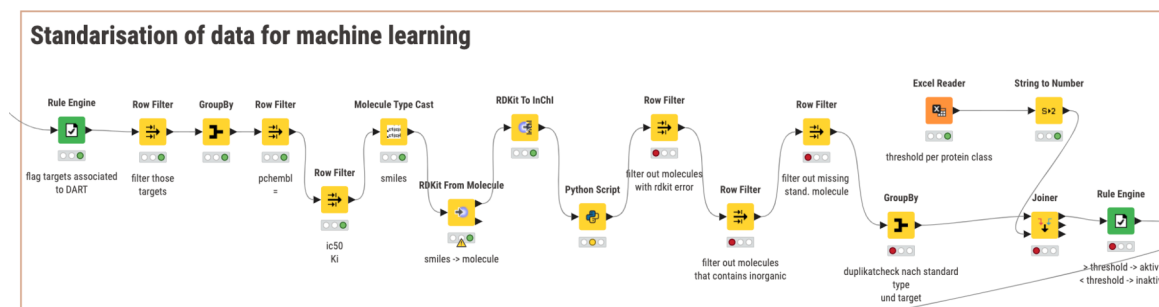 Standarisation of data for machine learning
Rule Engine
flag targets associated
to DART
Row Filter
filter those
targets
GroupBy
Row Filter
pchembl
=
Row Filter
ic50
Ki
Molecule Type Cast
smiles
RDKit From Molecule
smiles -> molecule
RDKit To InChI
Python Script
Row Filter
filter out molecules
with rdkit error
Row Filter
filter out molecules
that contains inorganic
Row Filter
filter out missing
stand. molecule
GroupBy
duplikatcheck nach standard
type
und target
Excel Reader
threshold per protein class
String to Number
S▸2
Joiner
Rule Engine
> threshold -> aktiv
< threshold -> inaktiv